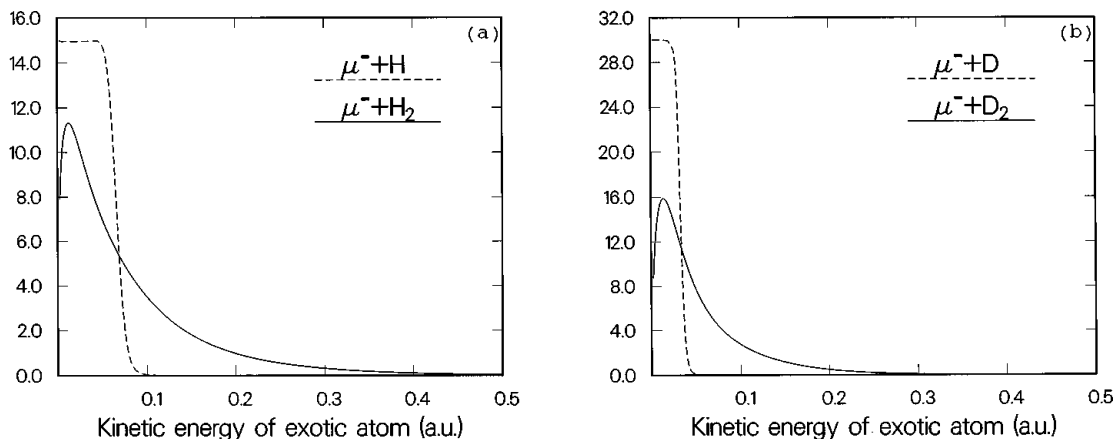 (a)
16.0
14.0
12.0
10.0
8.0
6.0
4.0
2.0
0.0
μ⁻+H
μ⁻+H₂
0.1 0.2 0.3 0.4 0.5
Kinetic energy of exotic atom (a.u.)
(b)
32.0
28.0
24.0
20.0
16.0
12.0
8.0
4.0
0.0
μ⁻+D
μ⁻+D₂
0.1 0.2 0.3 0.4 0.5
Kinetic energy of exotic atom (a.u.)